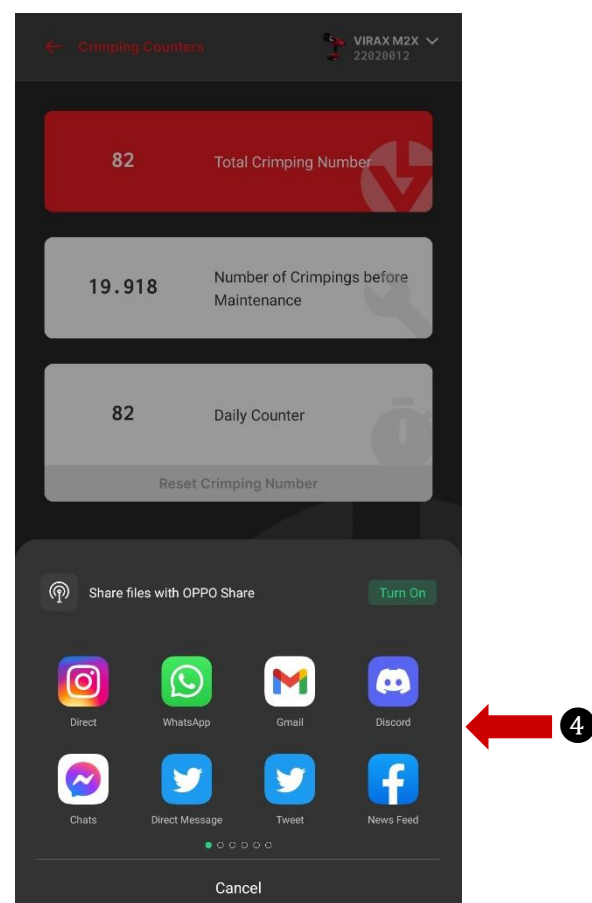 Crimping Counters
VIRAX M2X
22020012
82
Total Crimping Number
19.918
Number of Crimpings before
Maintenance
82
Daily Counter
Reset Crimping Number
Share files with OPPO Share
Turn On
Direct
WhatsApp
Gmail
Discord
4
Chats
Direct Message
Tweet
News Feed
Cancel